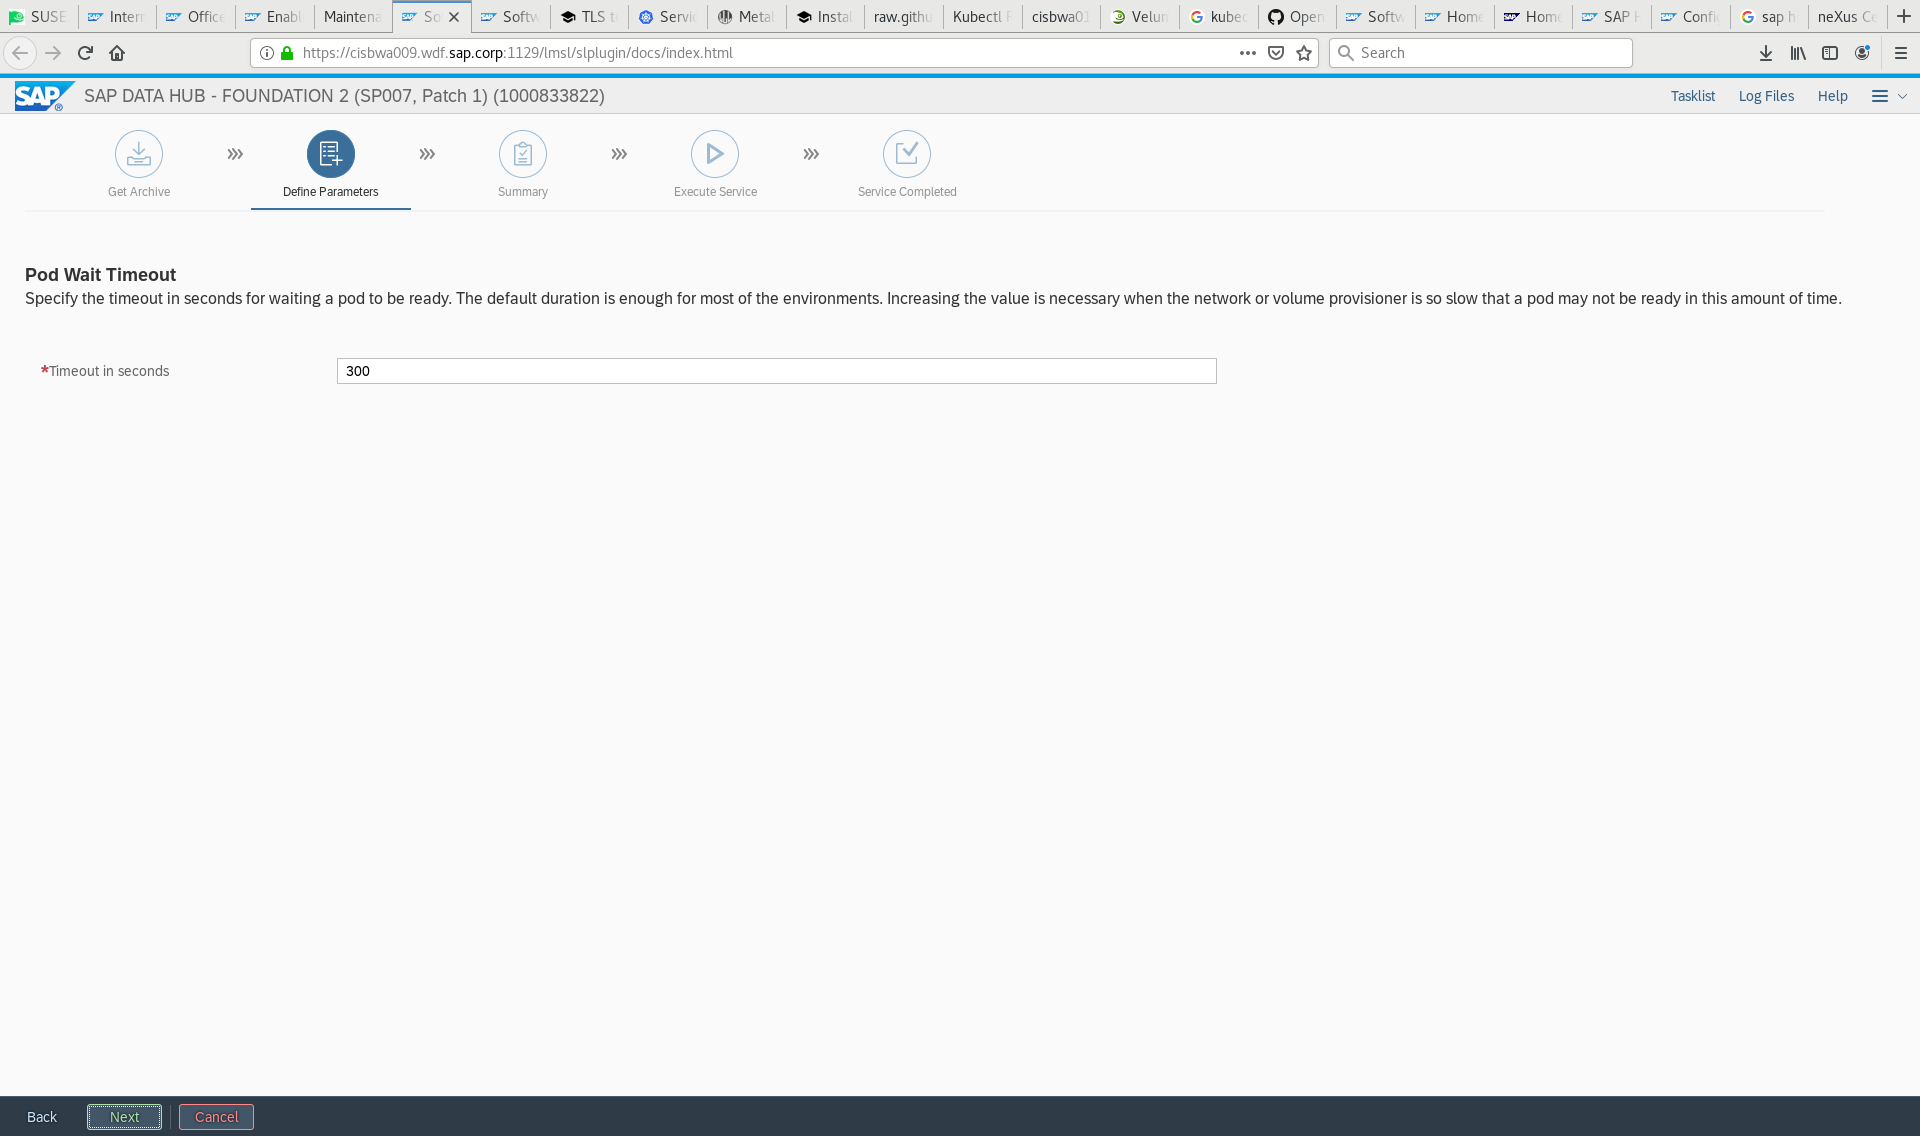 SUSE
Intern
Office
Enabl
Maintena
So
Softw
TLS t
Servic
Metal
Instal
raw.githu
Kubectl
cisbwa01
Velum
kubec
Open
Softw
Home
Home
SAP H
Config
sap h
neXus Ce
https://cisbwa009.wdf.sap.corp:1129/lmsl/slplugin/docs/index.html
Search
SAP
SAP DATA HUB - FOUNDATION 2 (SP007, Patch 1) (1000833822)
Tasklist
Log Files
Help
Get Archive
Define Parameters
Summary
Execute Service
Service Completed
Pod Wait Timeout
Specify the timeout in seconds for waiting a pod to be ready. The default duration is enough for most of the environments. Increasing the value is necessary when the network or volume provisioner is so slow that a pod may not be ready in this amount of time.
*Timeout in seconds
300
Back
Next
Cancel